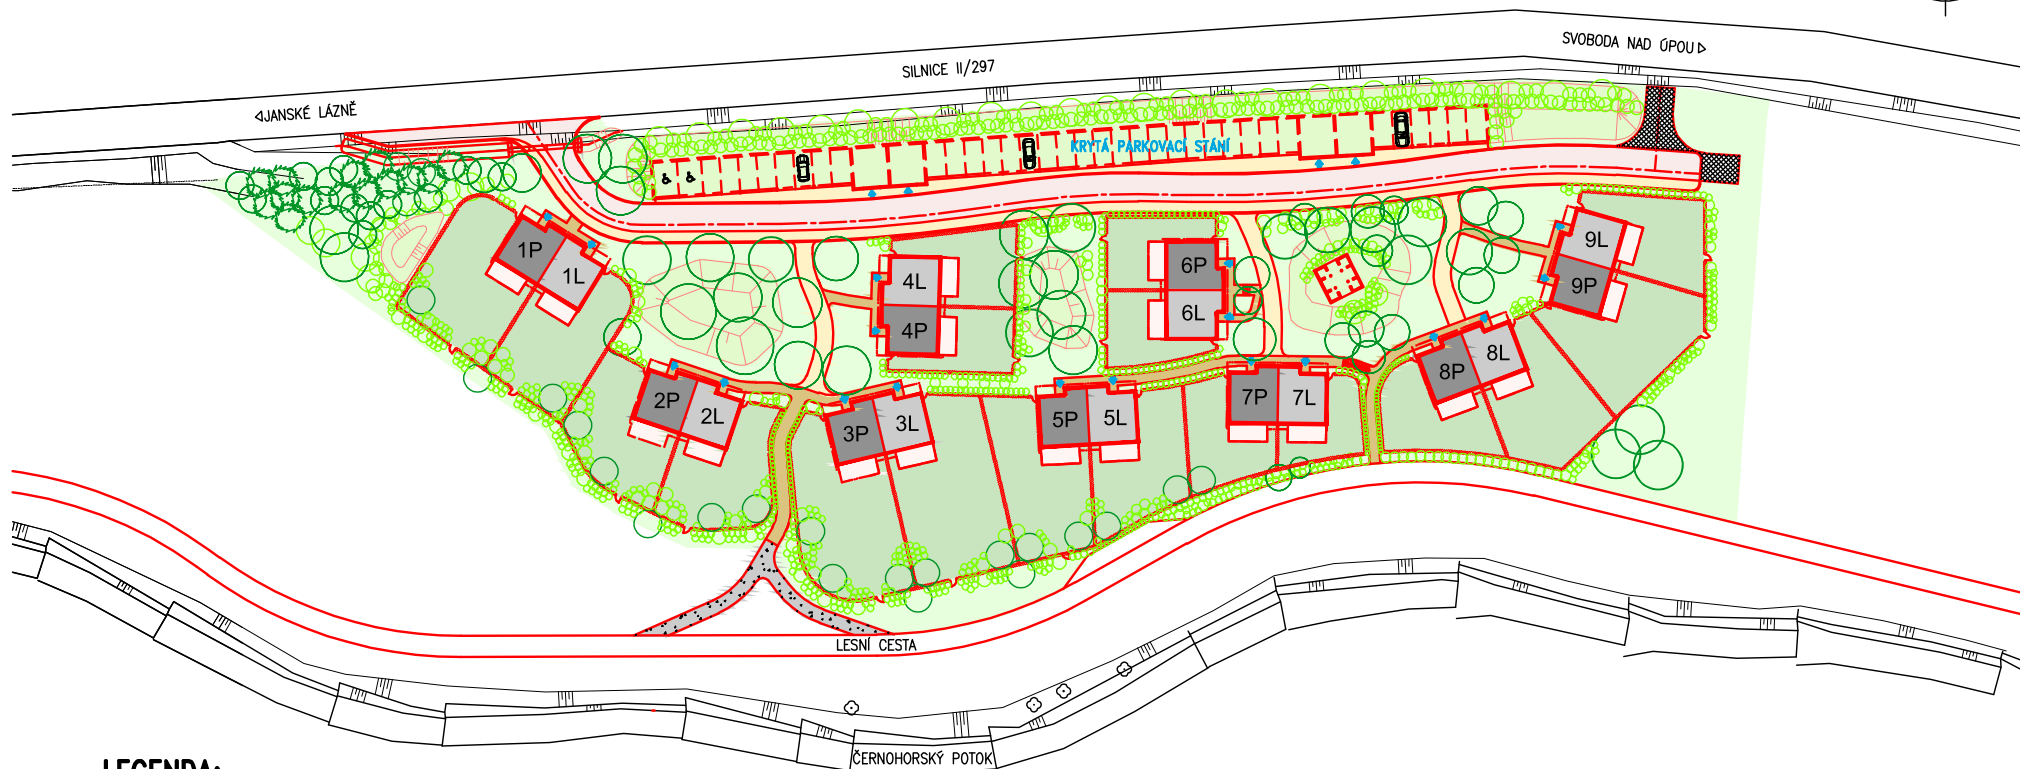 SVOBODA NAD ÚPOU
SILNICE II/297
JANSKÉ LÁZNĚ
KRYTÁ PARKOVACÍ STÁNÍ
1P
1L
4L
4P
6P
6L
9L
9P
2P
2L
3P
3L
5P
5L
7P
7L
8P
8L
LESNÍ CESTA
ČERNOHORSKÝ POTOK
LEGENDA: